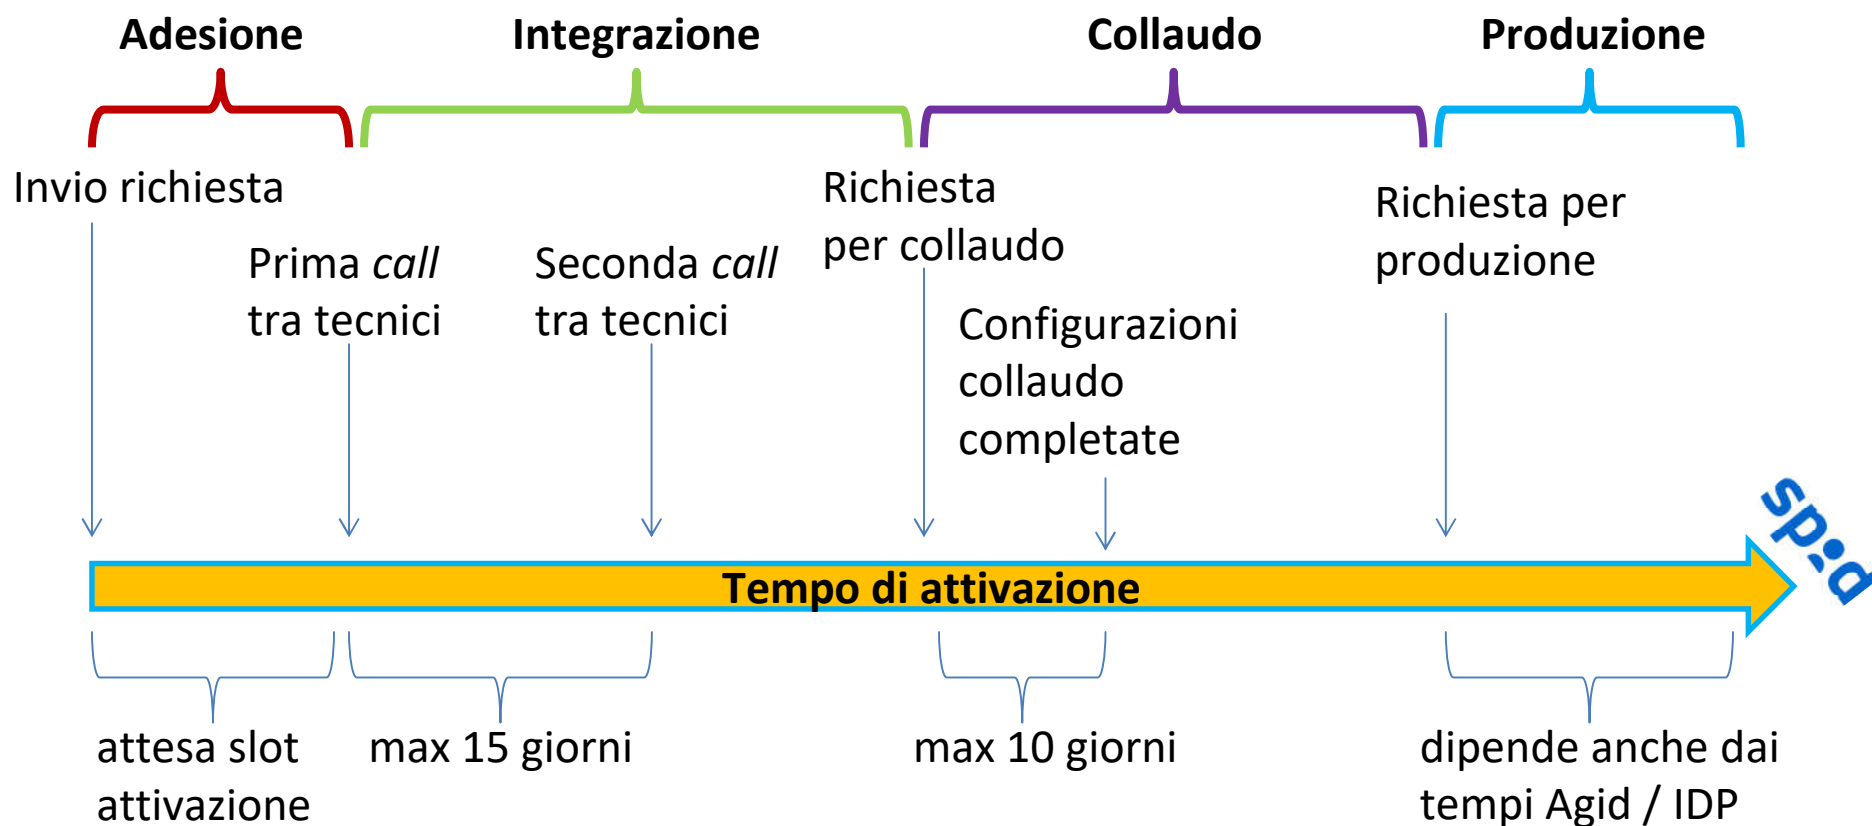 Adesione
Integrazione
Collaudo
Produzione
Invio richiesta
Prima call
tra tecnici
Seconda call
tra tecnici
Richiesta
per collaudo
Configurazioni
collaudo
completate
Richiesta per
produzione
spid
Tempo di attivazione
attesa slot
attivazione
max 15 giorni
max 10 giorni
dipende anche dai
tempi Agid / IDP